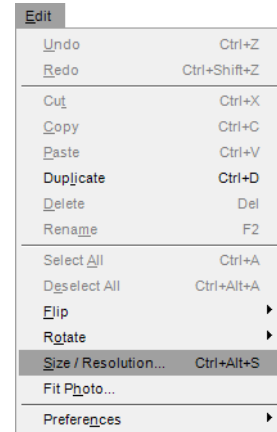 Edit
Undo Ctrl+Z
Redo Ctrl+Shift+Z
Cut Ctrl+X
Copy Ctrl+C
Paste Ctrl+V
Duplicate Ctrl+D
Delete Del
Rename F2
Select All Ctrl+A
Deselect All Ctrl+Alt+A
Flip
Rotate
Size / Resolution... Ctrl+Alt+S
Fit Photo...
Preferences